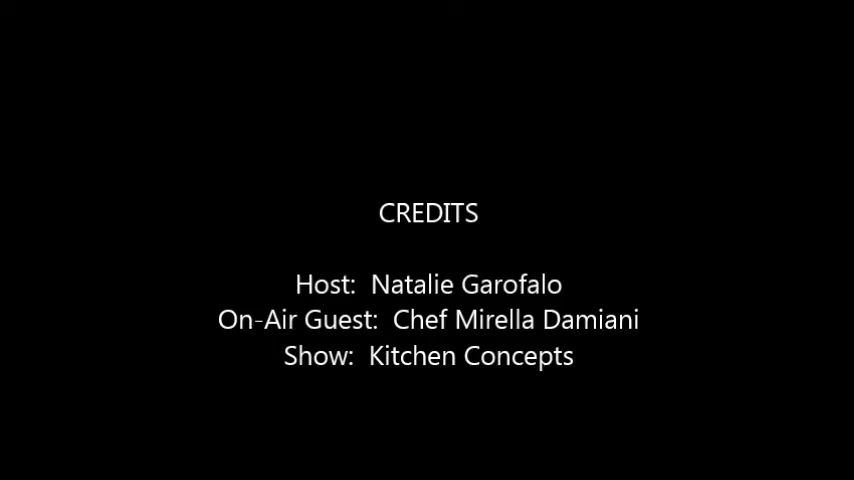 CREDITS
Host:  Natalie Garofalo
On-Air Guest:  Chef Mirella Damiani
Show:  Kitchen Concepts